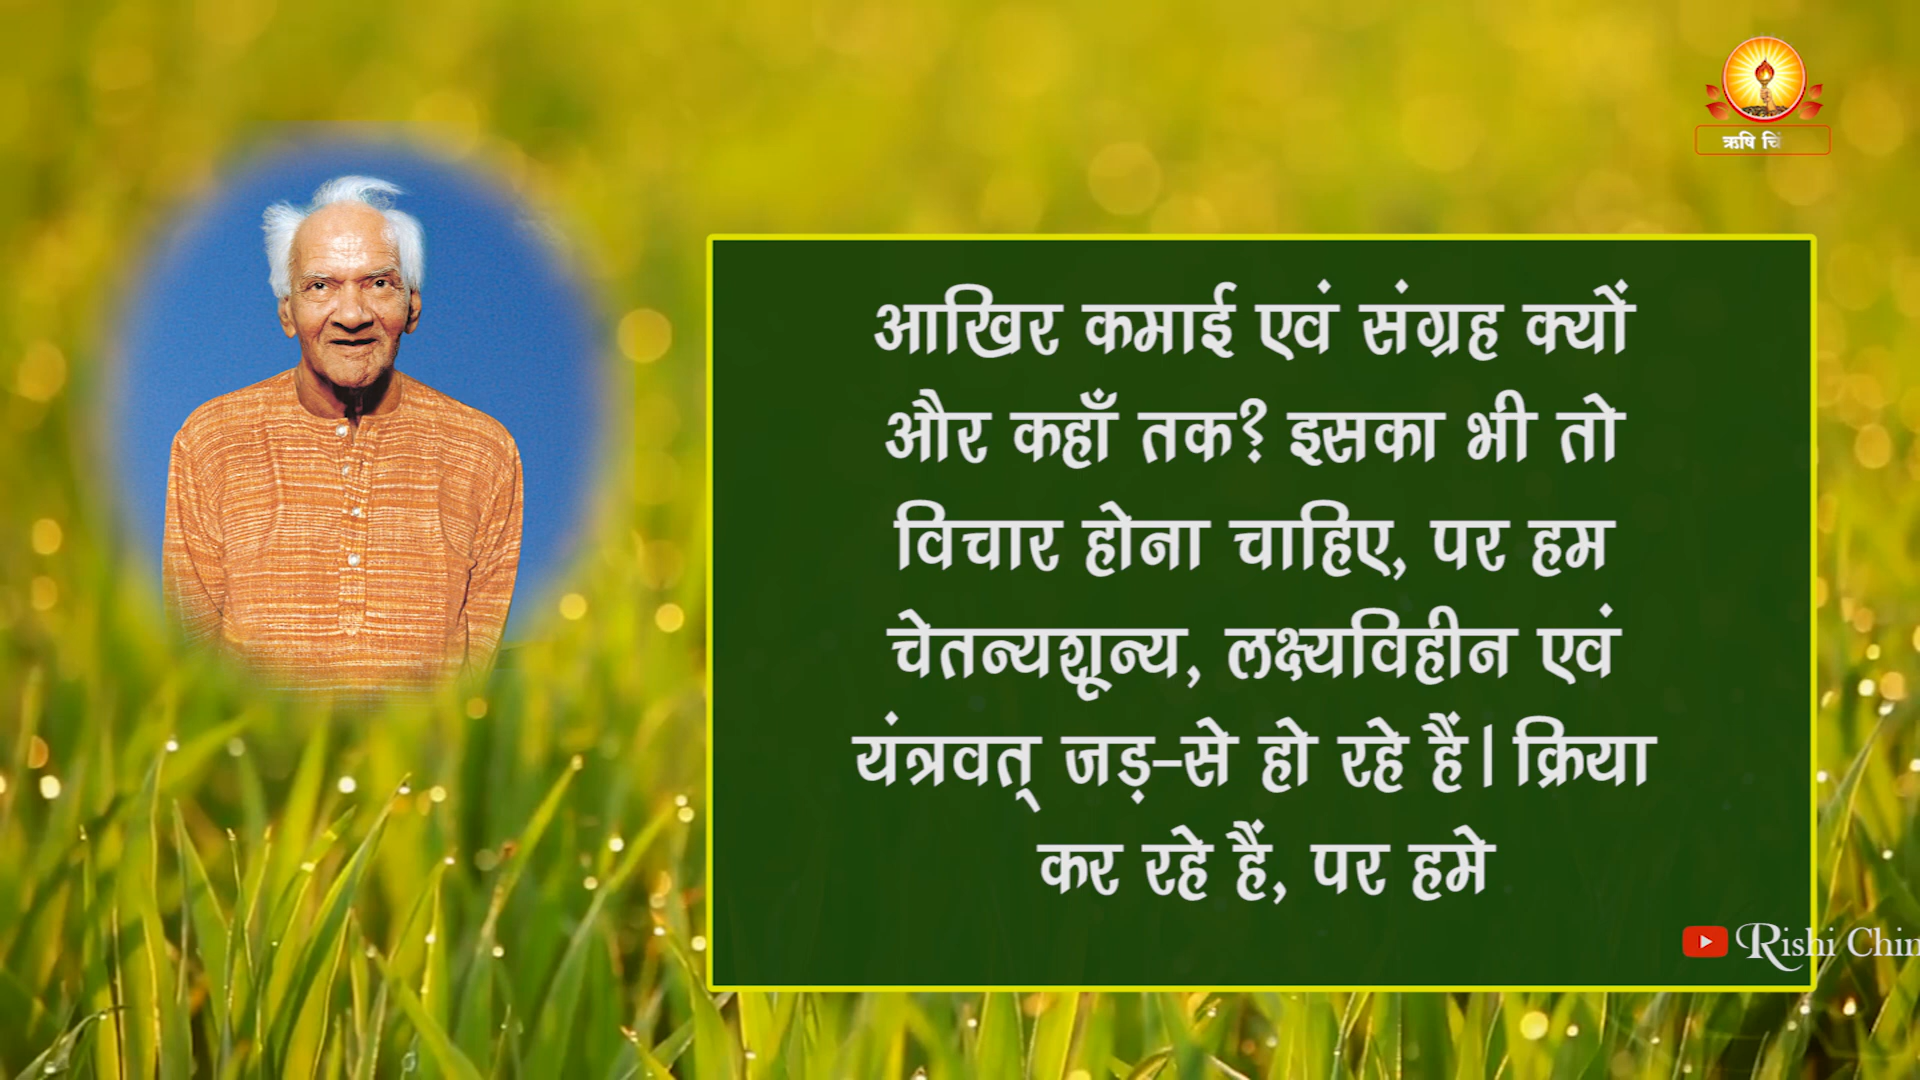 ऋषि चिं
आखिर कमाई एवं संग्रह क्यों
और कहाँ तक? इसका भी तो
विचार होना चाहिए, पर हम
चेतन्यशून्य, लक्ष्यविहीन एवं
यंत्रवत् जड़-से हो रहे हैं। क्रिया
कर रहे हैं, पर हमे
Rishi Chin